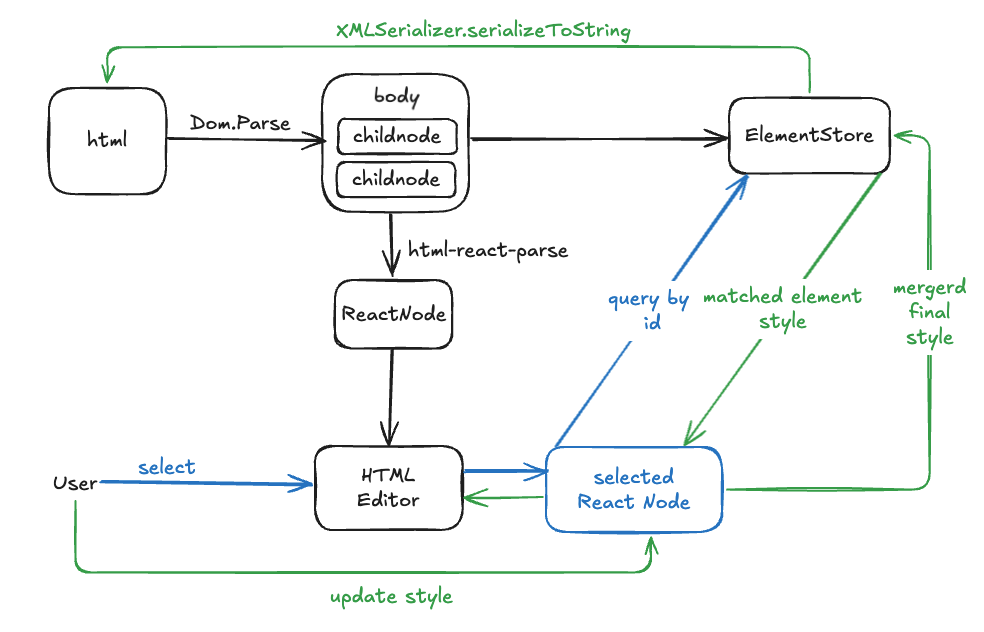 XMLSerializer.serializeToString
html
Dom.Parse
body
childnode
childnode
ElementStore
html-react-parse
ReactNode
query by
id
matched element
style
mergerd
final
style
User
select
HTML
Editor
selected
React Node
update style